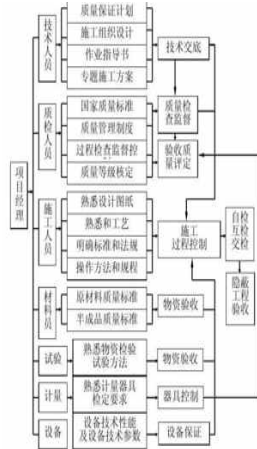 项目经理
技术人员
质量保证计划
施工组织设计
作业指导书
专题施工方案
技术交底
质检人员
国家质量标准
质量管理制度
过程检查监督控
质量等级核定
质量检
查监督
验收质
量评定
施工人员
熟悉设计图纸
熟悉和工艺
明确标准和法规
操作方法和规程
施工
过程控制
自检
互检
交检
隐蔽
工程
验收
材料员
原材料质量标准
半成品质量标准
物资验收
试验
熟悉物资检验
试验方法
物资验收
计量
熟悉计量器具
检定要求
器具控制
设备
设备技术性能
及设备技术参数
设备保证